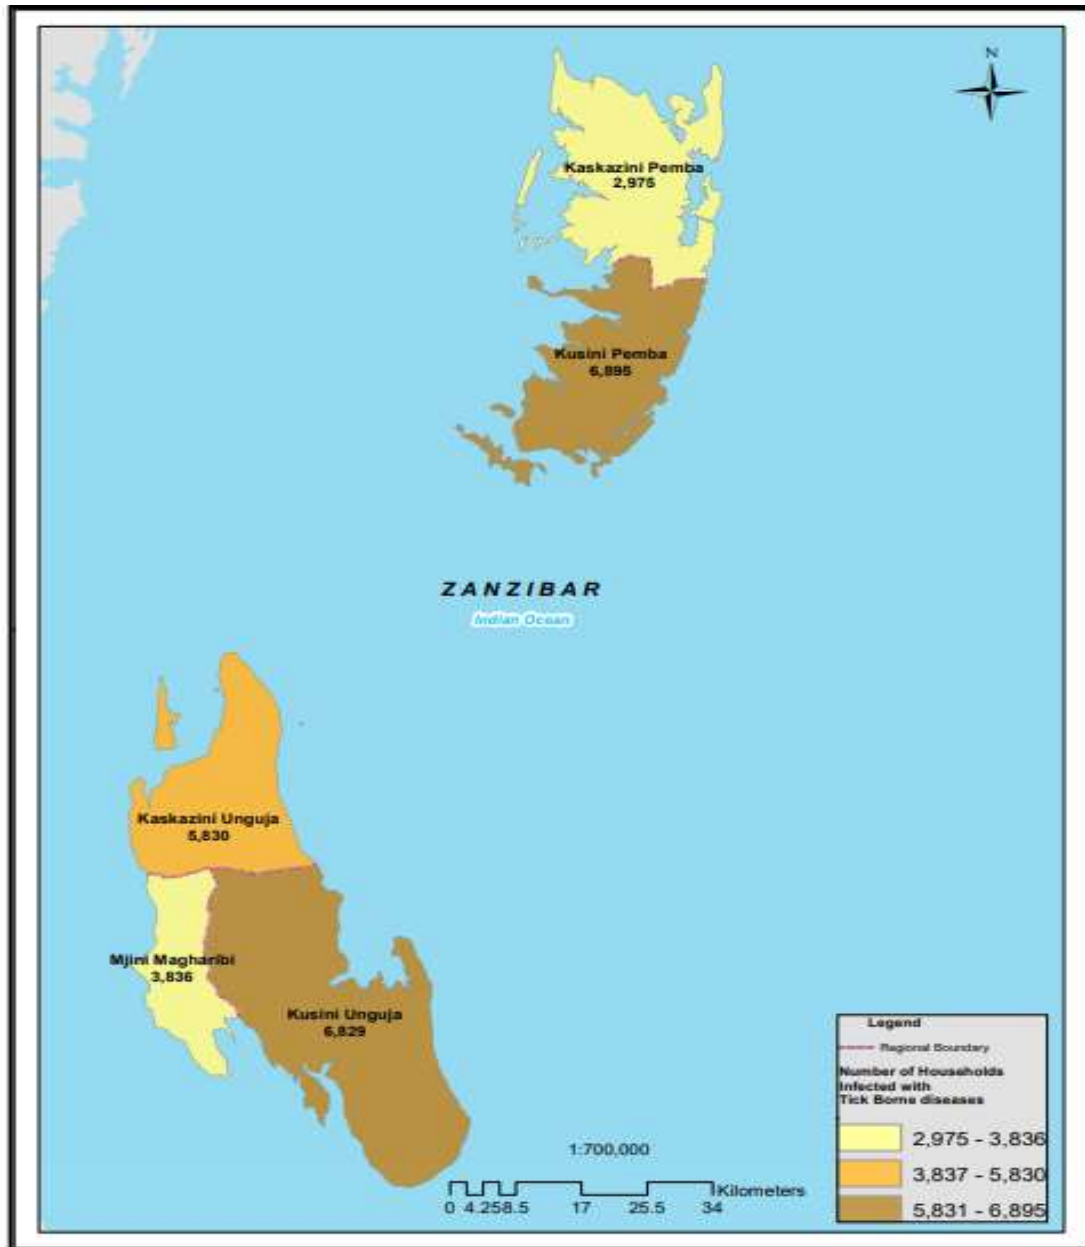 N
Kaskazini Pemba
2,975
Kusini Pemba
6,895
ZANZIBAR
Indian Ocean
Kaskazini Unguja
5,830
Mjini Magharibi
3,836
Kusini Unguja
6,829
Legend
Regional Boundary
Number of Households
Infected with
Tick Borne diseases
2,975 - 3,836
3,837 - 5,830
5,831 - 6,895
1:700,000
Kilometers
0 4.25 8.5 17 25.5 34